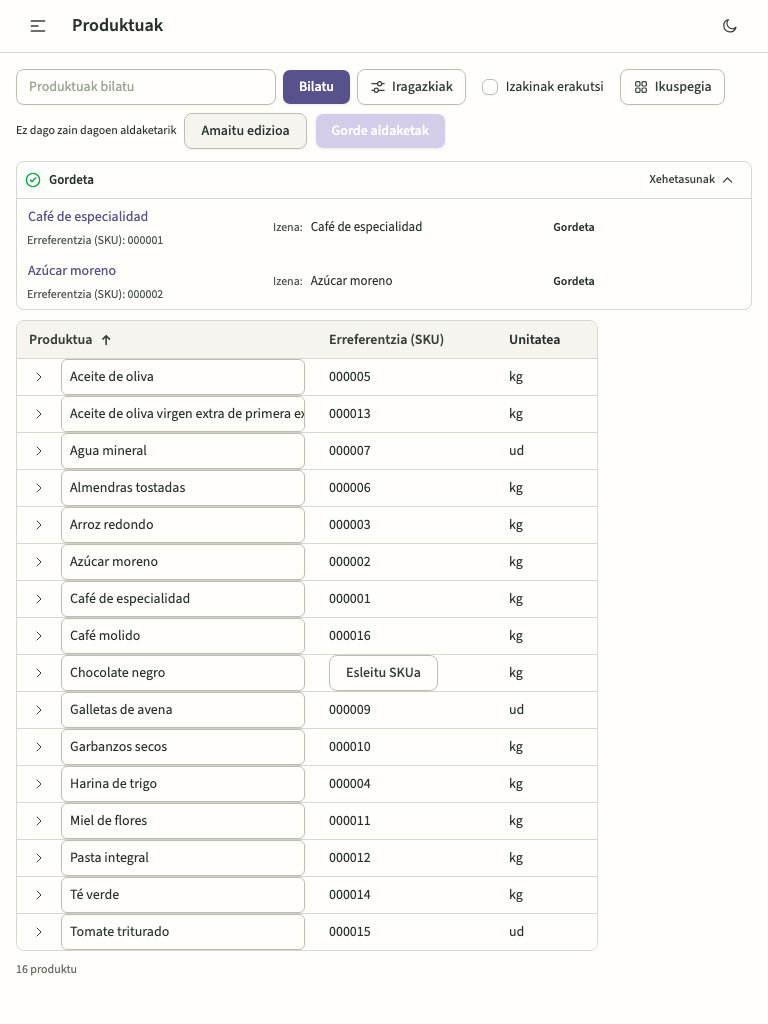 Produktuak
Produktuak bilatu
Bilatu
Iragazkiak
Izakinak erakutsi
Ikuspegia
Ez dago zain dagoen aldaketarik
Amaitu edizioa
Gorde aldaketak
Gordeta
Xehetasunak
Café de especialidad
Erreferentzia (SKU): 000001
Izena: Café de especialidad
Gordeta
Azúcar moreno
Erreferentzia (SKU): 000002
Izena: Azúcar moreno
Gordeta
Produktua Erreferentzia (SKU) Unitatea
Aceite de oliva 000005 kg
Aceite de oliva virgen extra de primera ex 000013 kg
Agua mineral 000007 ud
Almendras tostadas 000006 kg
Arroz redondo 000003 kg
Azúcar moreno 000002 kg
Café de especialidad 000001 kg
Café molido 000016 kg
Chocolate negro Esleitu SKUa kg
Galletas de avena 000009 ud
Garbanzos secos 000010 kg
Harina de trigo 000004 kg
Miel de flores 000011 kg
Pasta integral 000012 kg
Té verde 000014 kg
Tomate triturado 000015 ud
16 produktu